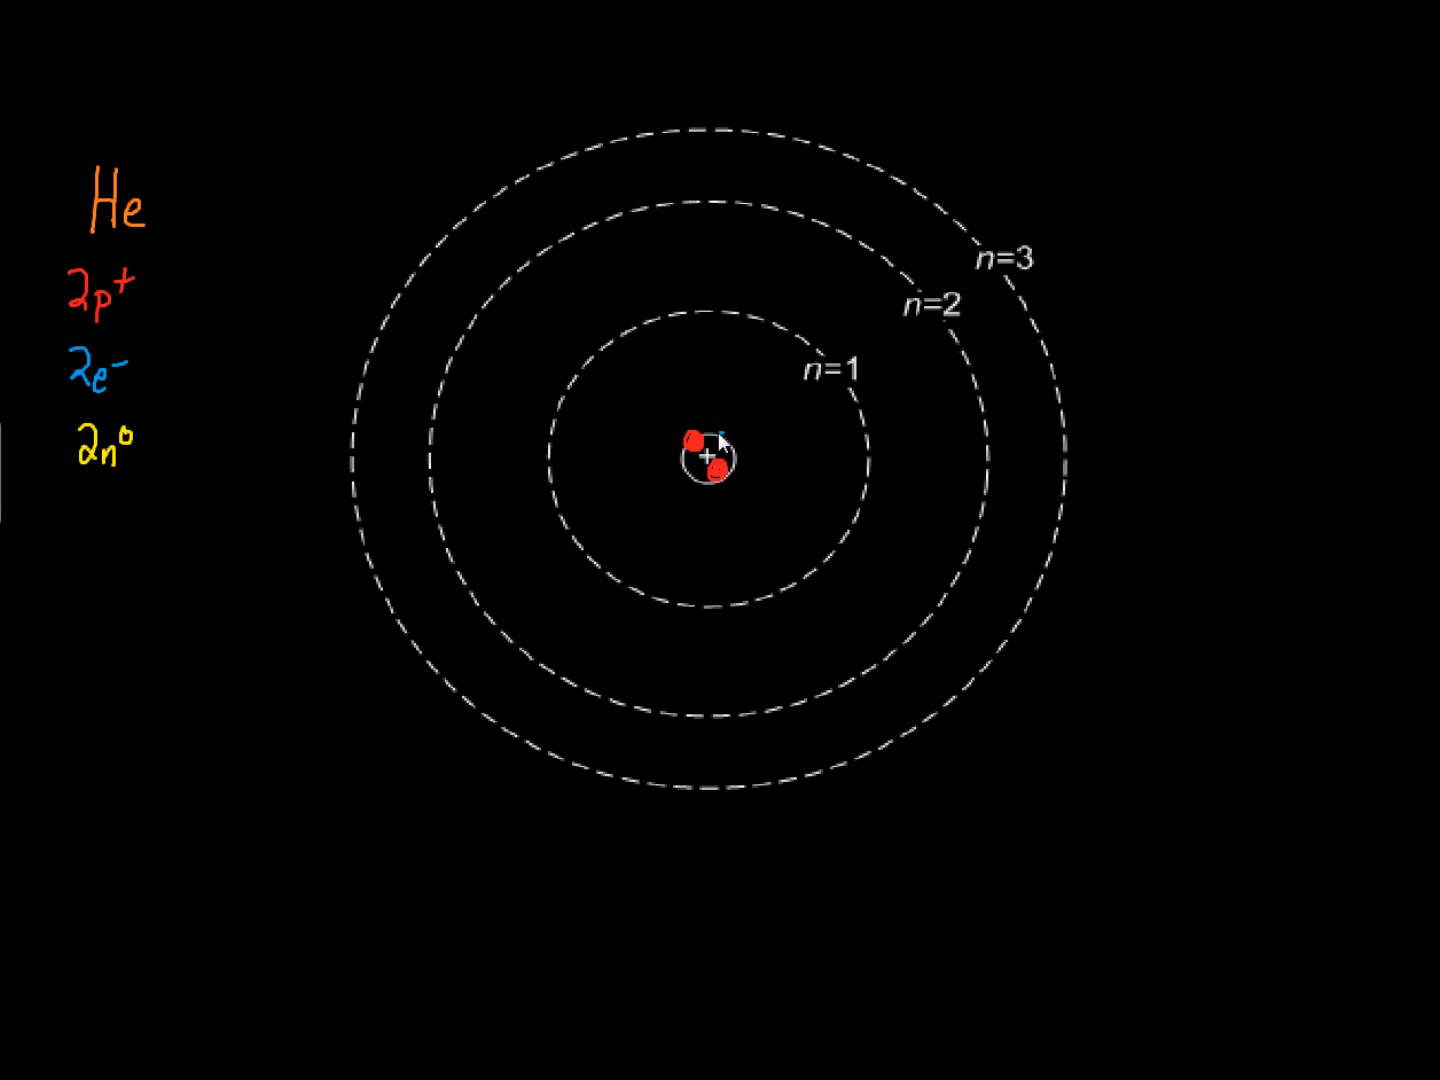 He
2p⁺
2e⁻
2n⁰
n=3
n=2
n=1
+